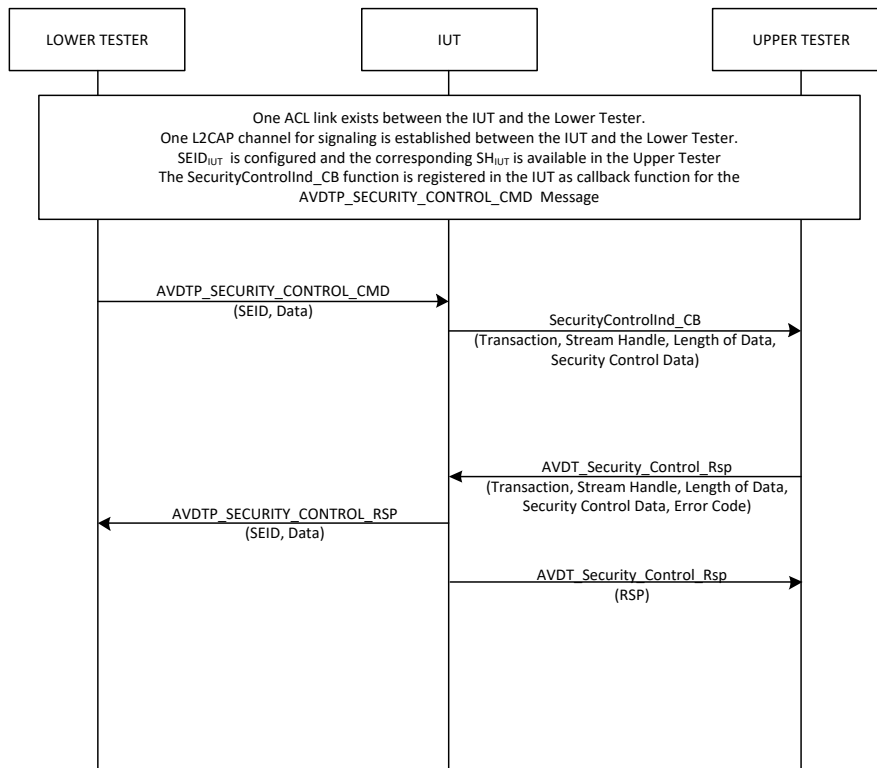 LOWER TESTER
IUT
UPPER TESTER
One ACL link exists between the IUT and the Lower Tester.
One L2CAP channel for signaling is established between the IUT and the Lower Tester.
SEIDIUT is configured and the corresponding SHIUT is available in the Upper Tester
The SecurityControlInd_CB function is registered in the IUT as callback function for the
AVDTP_SECURITY_CONTROL_CMD Message
AVDTP_SECURITY_CONTROL_CMD
(SEID, Data)
SecurityControlInd_CB
(Transaction, Stream Handle, Length of Data,
Security Control Data)
AVDT_Security_Control_Rsp
(Transaction, Stream Handle, Length of Data,
Security Control Data, Error Code)
AVDTP_SECURITY_CONTROL_RSP
(SEID, Data)
AVDT_Security_Control_Rsp
(RSP)